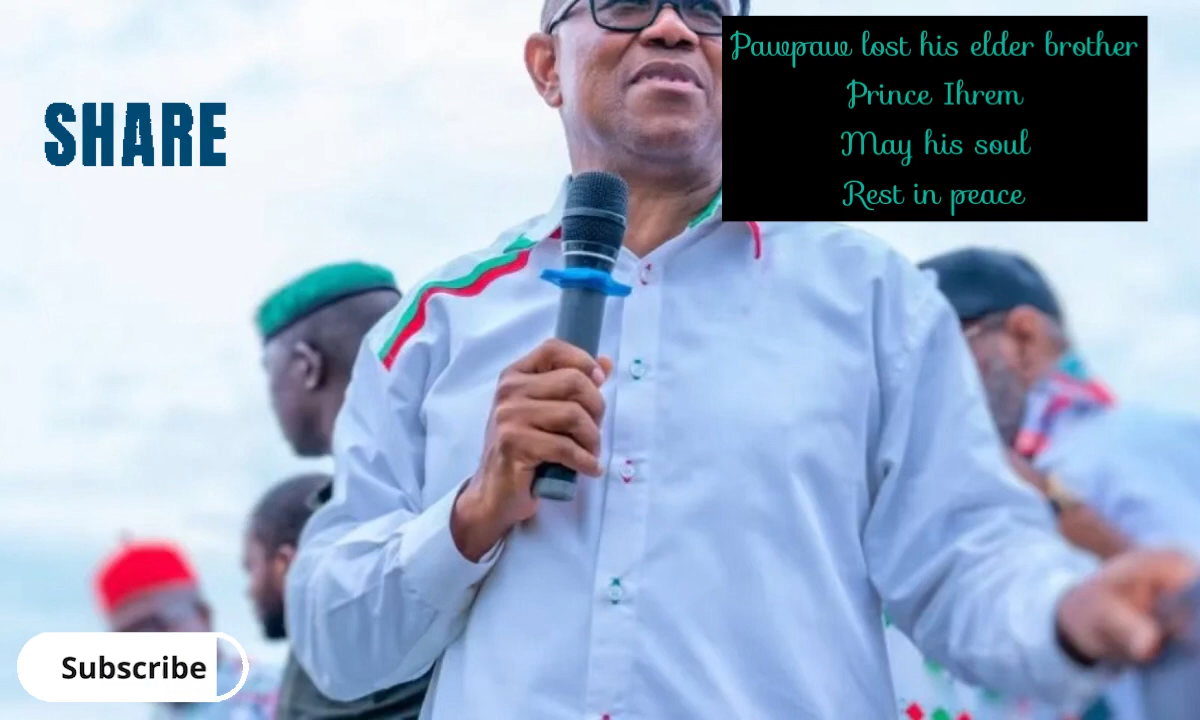 SHARE
Pawpaw lost his elder brother
Prince Ihrem
May his soul
Rest in peace
Subscribe